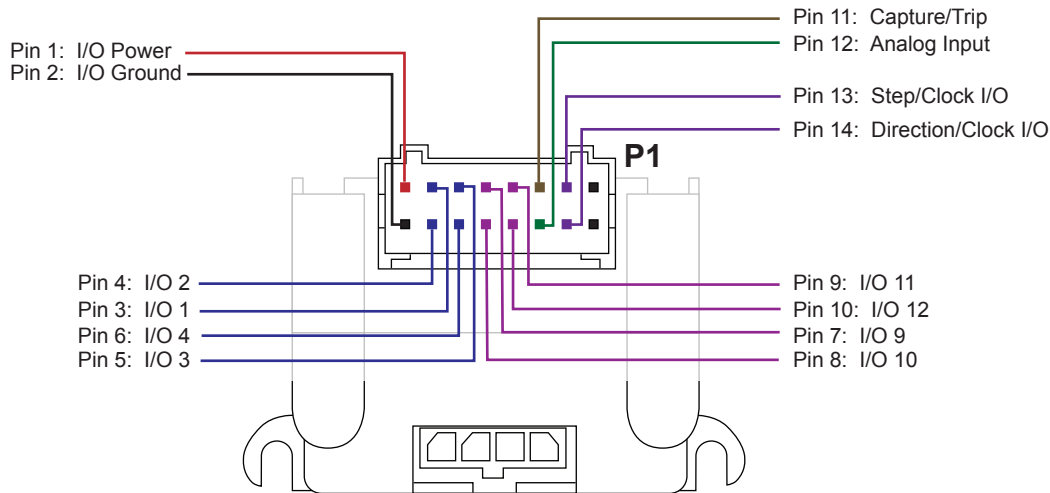 Pin 11: Capture/Trip
Pin 12: Analog Input
Pin 1: I/O Power
Pin 2: I/O Ground
Pin 13: Step/Clock I/O
Pin 14: Direction/Clock I/O
P1
Pin 4: I/O 2
Pin 3: I/O 1
Pin 6: I/O 4
Pin 5: I/O 3
Pin 9: I/O 11
Pin 10: I/O 12
Pin 7: I/O 9
Pin 8: I/O 10